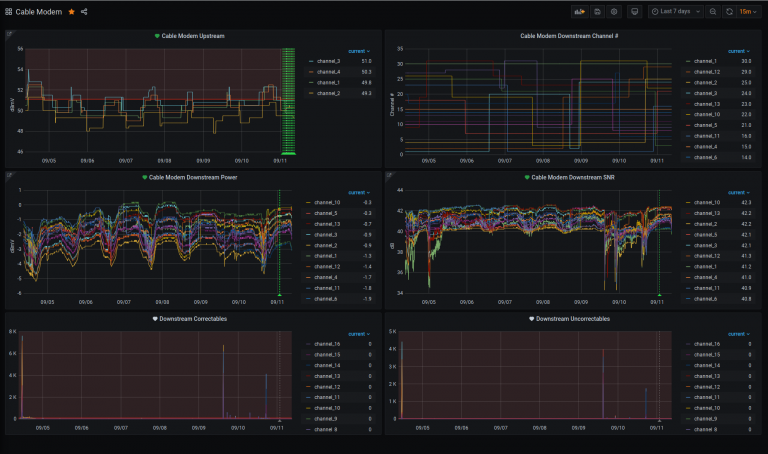 Cable Modem
Last 7 days
15m
Cable Modem Upstream
56
54
52
50
48
46
dBmV
09/05 09/06 09/07 09/08 09/09 09/10 09/11
current
channel_3 51.0
channel_4 50.3
channel_1 49.8
channel_2 49.3
Cable Modem Downstream Channel #
35
30
25
20
15
10
5
0
Channel #
09/05 09/06 09/07 09/08 09/09 09/10 09/11
current
channel_1 30.0
channel_12 29.0
channel_2 25.0
channel_3 24.0
channel_13 23.0
channel_10 22.0
channel_5 21.0
channel_11 16.0
channel_4 15.0
channel_6 14.0
Cable Modem Downstream Power
1
0
-1
-2
-3
-4
-5
-6
dBmV
09/05 09/06 09/07 09/08 09/09 09/10 09/11
current
channel_10 -0.3
channel_5 -0.3
channel_13 -0.7
channel_3 -0.9
channel_2 -0.9
channel_1 -1.3
channel_12 -1.4
channel_4 -1.7
channel_11 -1.8
channel_6 -1.9
Cable Modem Downstream SNR
44
42
40
38
36
34
dB
09/05 09/06 09/07 09/08 09/09 09/10 09/11
current
channel_10 42.3
channel_5 42.3
channel_13 42.1
channel_3 42.1
channel_2 42.1
channel_12 41.3
channel_1 41.2
channel_4 41.0
channel_11 40.9
channel_6 40.8
Downstream Correctables
8 K
6 K
4 K
2 K
0
09/05 09/06 09/07 09/08 09/09 09/10 09/11
current
channel_16 0
channel_15 0
channel_14 0
channel_13 0
channel_12 0
channel_11 0
channel_10 0
channel_9 0
channel_8 0
Downstream Uncorrectables
5 K
4 K
3 K
2 K
1 K
0
09/05 09/06 09/07 09/08 09/09 09/10 09/11
current
channel_16 0
channel_15 0
channel_14 0
channel_13 0
channel_12 0
channel_11 0
channel_10 0
channel_9 0
channel_8 0